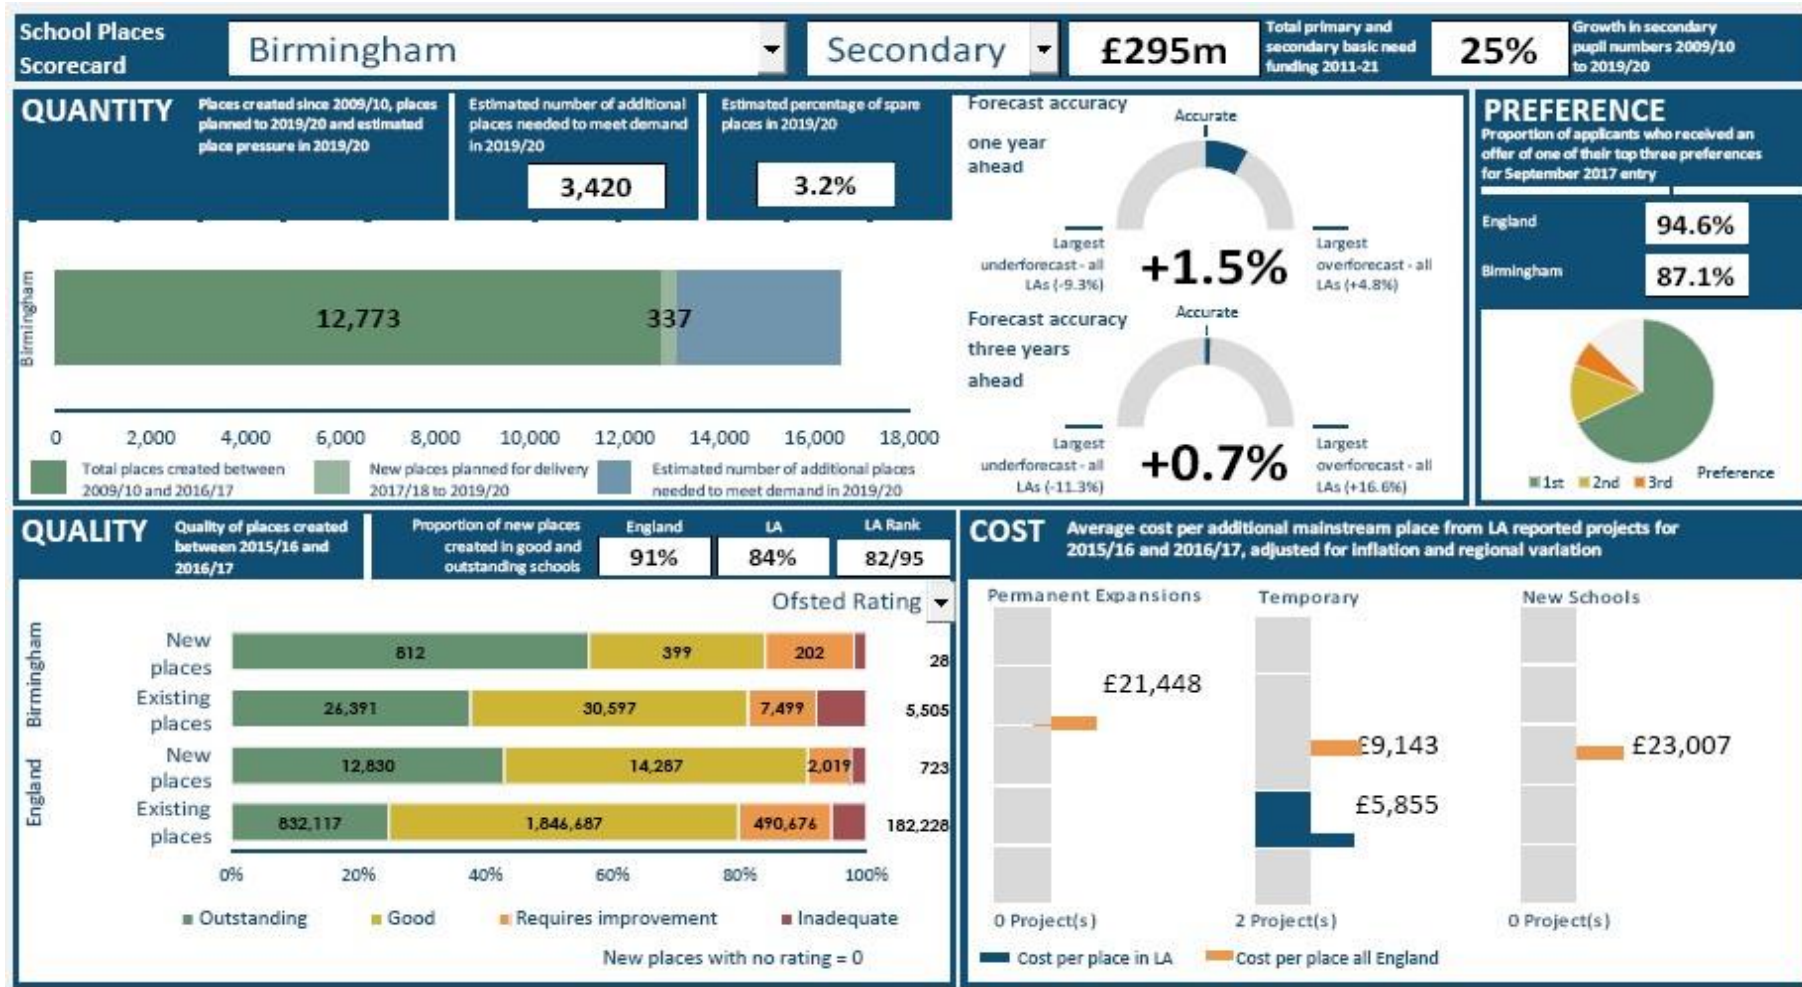 School Places
Scorecard
Birmingham
Secondary
£295m
Total primary and
secondary basic need
funding 2011-21
25%
Growth in secondary
pupil numbers 2009/10
to 2019/20
QUANTITY
Places created since 2009/10, places
planned to 2019/20 and estimated
place pressure in 2019/20
Estimated number of additional
places needed to meet demand
in 2019/20
3,420
Estimated percentage of spare
places in 2019/20
3.2%
Birmingham
12,773
337
0 2,000 4,000 6,000 8,000 10,000 12,000 14,000 16,000 18,000
Total places created between
2009/10 and 2016/17
New places planned for delivery
2017/18 to 2019/20
Estimated number of additional places
needed to meet demand in 2019/20
Forecast accuracy
one year
ahead
Accurate
Largest
underforecast - all
LAs (-9.3%)
+1.5%
Largest
overforecast - all
LAs (+4.8%)
Forecast accuracy
three years
ahead
Accurate
Largest
underforecast - all
LAs (-11.3%)
+0.7%
Largest
overforecast - all
LAs (+16.6%)
PREFERENCE
Proportion of applicants who received an
offer of one of their top three preferences
for September 2017 entry
England
94.6%
Birmingham
87.1%
1st 2nd 3rd
Preference
QUALITY
Quality of places created
between 2015/16 and
2016/17
Proportion of new places
created in good and
outstanding schools
England
91%
LA
84%
LA Rank
82/95
Ofsted Rating
Birmingham
New
places
812 399 202 28
Existing
places
26,391 30,597 7,499 5,505
England
New
places
12,830 14,287 2,019 723
Existing
places
832,117 1,846,687 490,676 182,228
0% 20% 40% 60% 80% 100%
Outstanding Good Requires improvement Inadequate
New places with no rating = 0
COST
Average cost per additional mainstream place from LA reported projects for
2015/16 and 2016/17, adjusted for inflation and regional variation
Permanent Expansions
£21,448
0 Project(s)
Temporary
£9,143
£5,855
2 Project(s)
New Schools
£23,007
0 Project(s)
Cost per place in LA
Cost per place all England